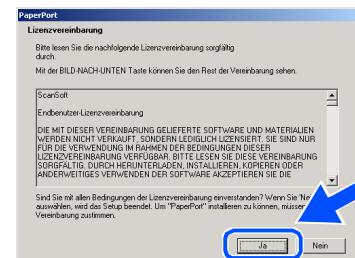 PaperPort
Lizenzvereinbarung
Bitte lesen Sie die nachfolgende Lizenzvereinbarung sorgfältig
durch.
Mit der BILD-NACH-UNTEN Taste können Sie den Rest der Vereinbarung sehen.
ScanSoft
Endbenutzer-Lizenzvereinbarung
DIE MIT DIESER VEREINBARUNG GELIEFERTE SOFTWARE UND MATERIALIEN
WERDEN NICHT VERKAUFT, SONDERN LEDIGLICH LIZENSIERT. SIE SIND NUR
FÜR DIE VERWENDUNG IM RAHMEN DER BEDINGUNGEN DIESER
LIZENZVEREINBARUNG VERFÜGBAR. BITTE LESEN SIE DIESE VEREINBARUNG
SORGFÄLTIG. DURCH HERUNTERLADEN, INSTALLIEREN, KOPIEREN ODER
ANDERWEITIGES VERWENDEN DER SOFTWARE AKZEPTIEREN SIE DIE
Sind Sie mit allen Bedingungen der Lizenzvereinbarung einverstanden? Wenn Sie
auswählen, wird das Setup beendet. Um "PaperPort" installieren zu können,
Vereinbarung zustimmen.
Ja
Nein